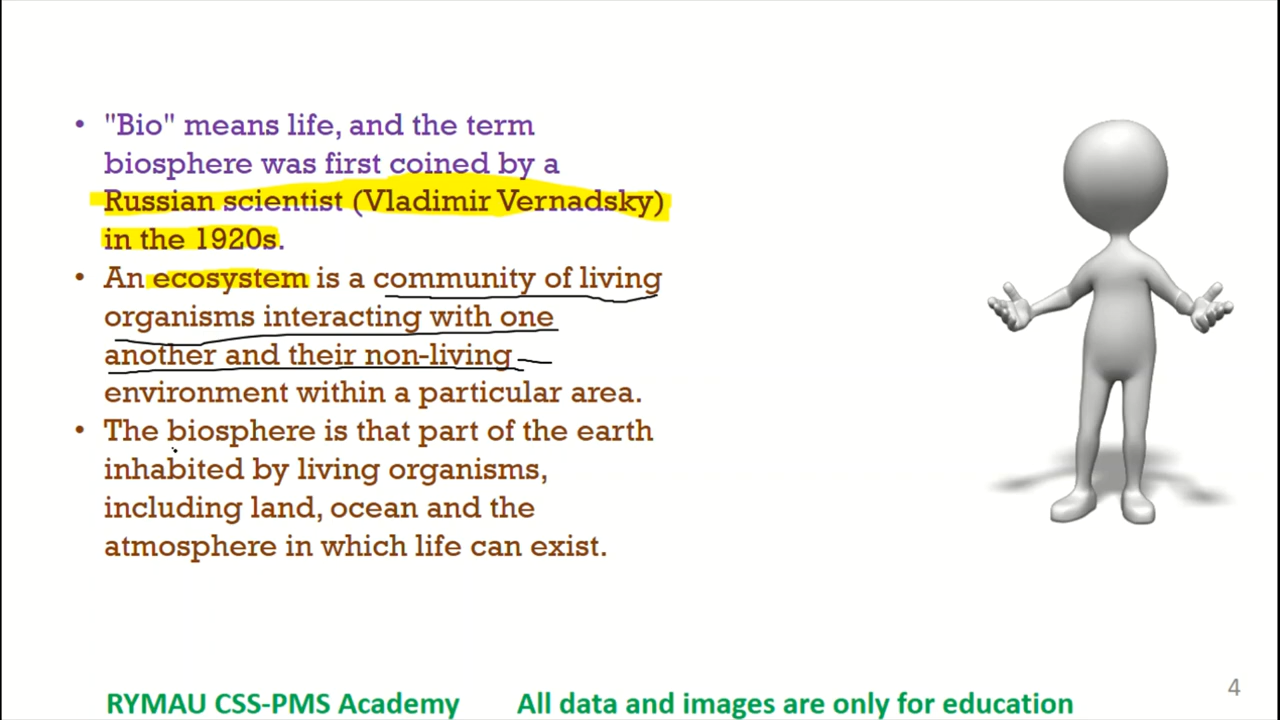 • "Bio" means life, and the term
biosphere was first coined by a
Russian scientist (Vladimir Vernadsky)
in the 1920s.
• An ecosystem is a community of living
organisms interacting with one
another and their non-living
environment within a particular area.
• The biosphere is that part of the earth
inhabited by living organisms,
including land, ocean and the
atmosphere in which life can exist.
4
RYMAU CSS-PMS Academy All data and images are only for education